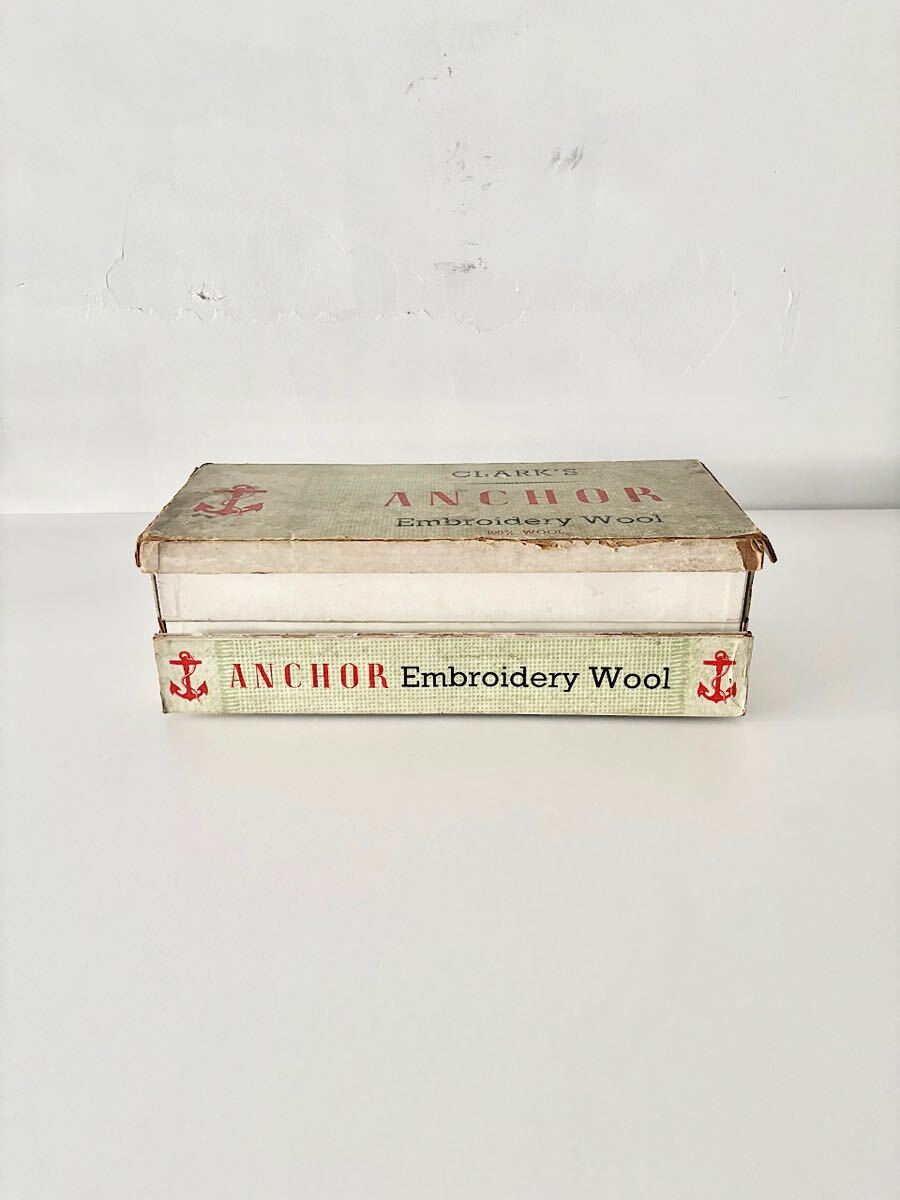 CLARK'S
ANCHOR
Embroidery Wool
100% WOOL
ANCHOR Embroidery Wool